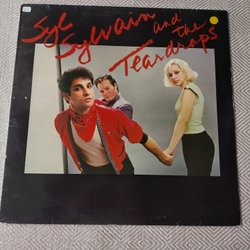 Syl
Sylvain
and the
Teardrops